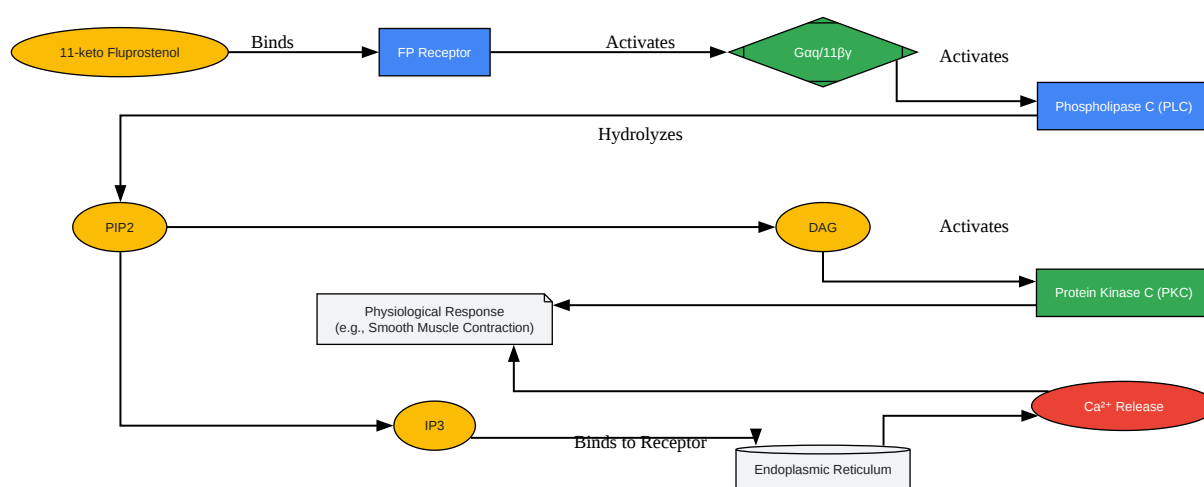 11-keto Fluprostenol
Binds
FP Receptor
Activates
Gαq/11βγ
Activates
Phospholipase C (PLC)
Hydrolyzes
PIP2
DAG
Activates
Protein Kinase C (PKC)
Physiological Response
(e.g., Smooth Muscle Contraction)
Ca²⁺ Release
IP3
Binds to Receptor
Endoplasmic Reticulum